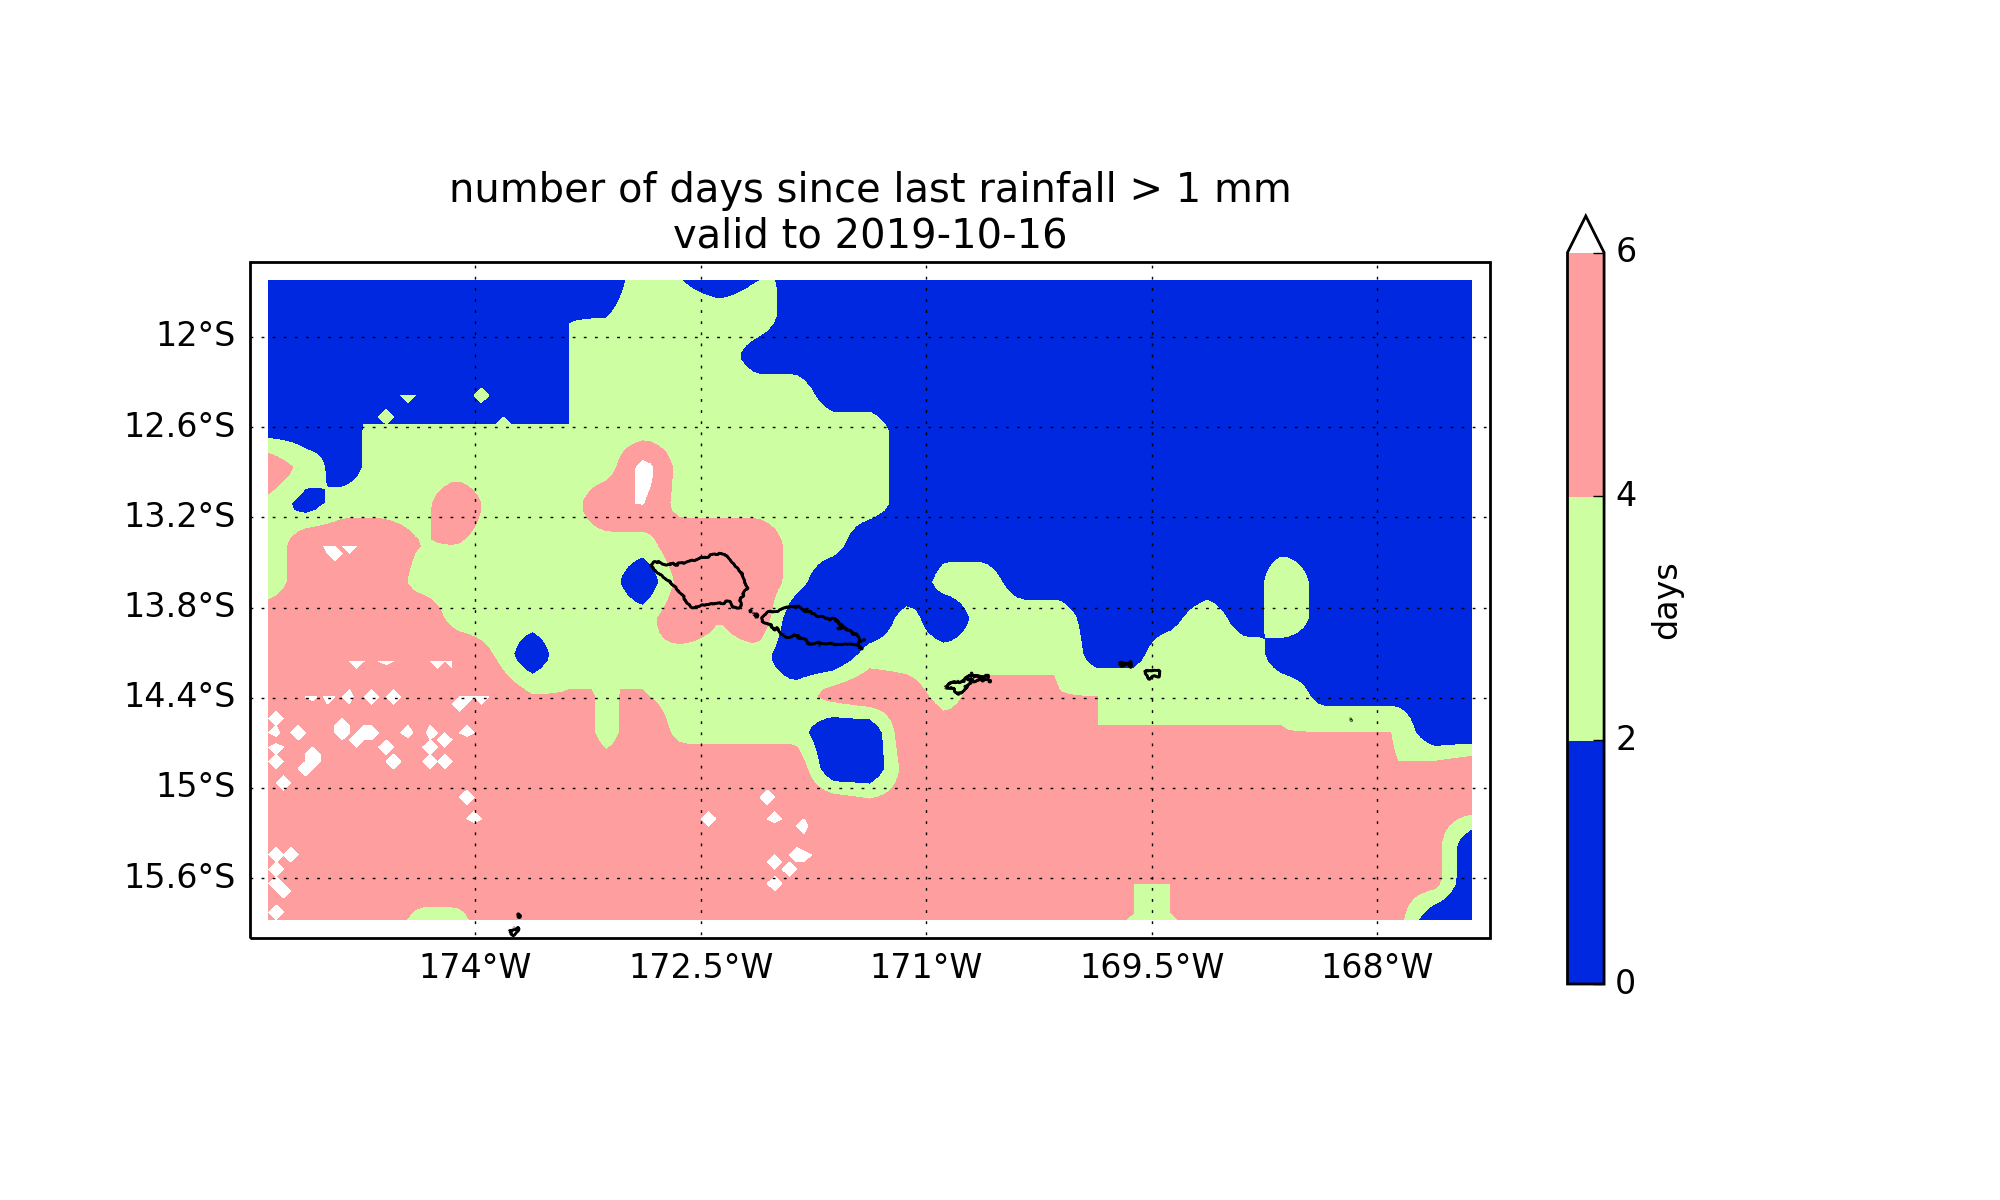 number of days since last rainfall > 1 mm
valid to 2019-10-16
12°S
12.6°S
13.2°S
13.8°S
14.4°S
15°S
15.6°S
174°W 172.5°W 171°W 169.5°W 168°W
6
4
2
0
days